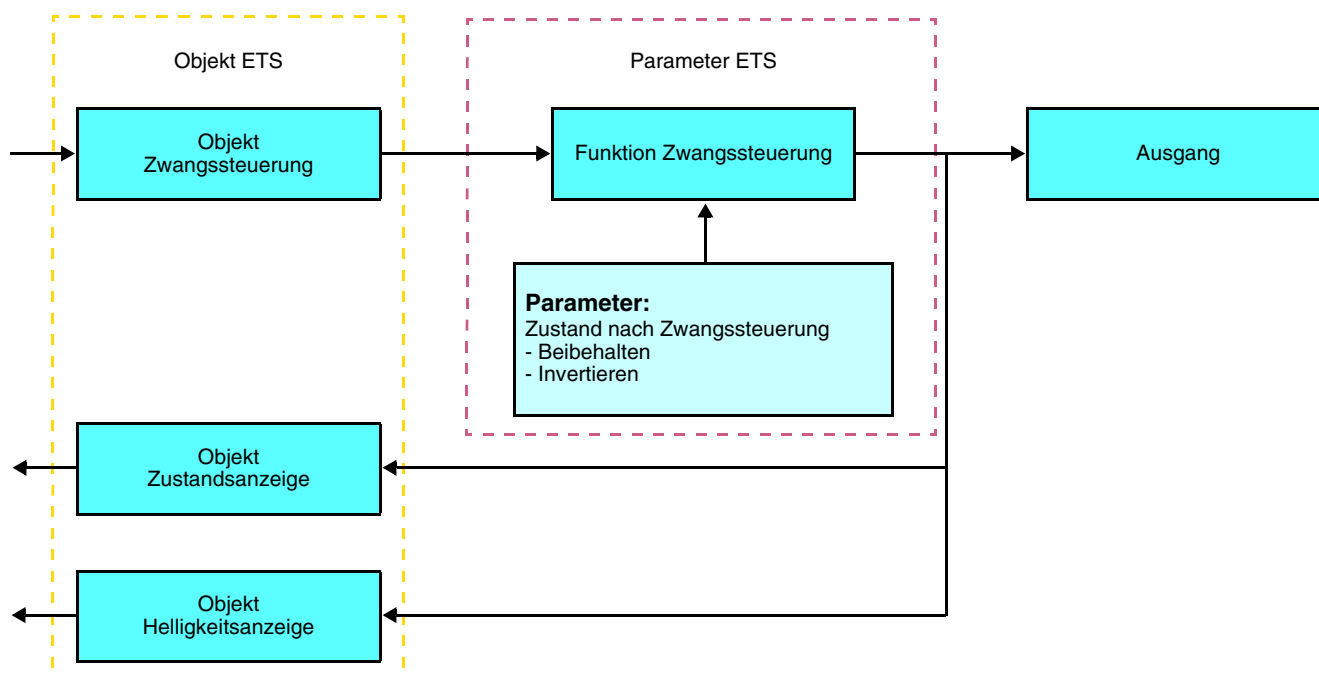 Objekt ETS
Parameter ETS
Objekt
Zwangssteuerung
Funktion Zwangssteuerung
Ausgang
Parameter:
Zustand nach Zwangssteuerung
- Beibehalten
- Invertieren
Objekt
Zustandsanzeige
Objekt
Helligkeitsanzeige